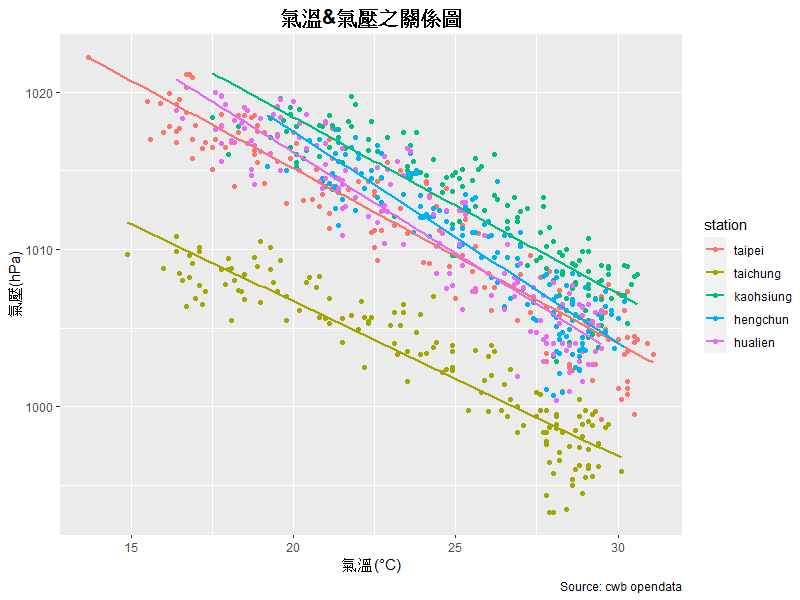 氣溫&氣壓之關係圖
氣壓(hPa)
1020
1010
1000
15 20 25 30
氣溫(°C)
station
taipei
taichung
kaohsiung
hengchun
hualien
Source: cwb opendata